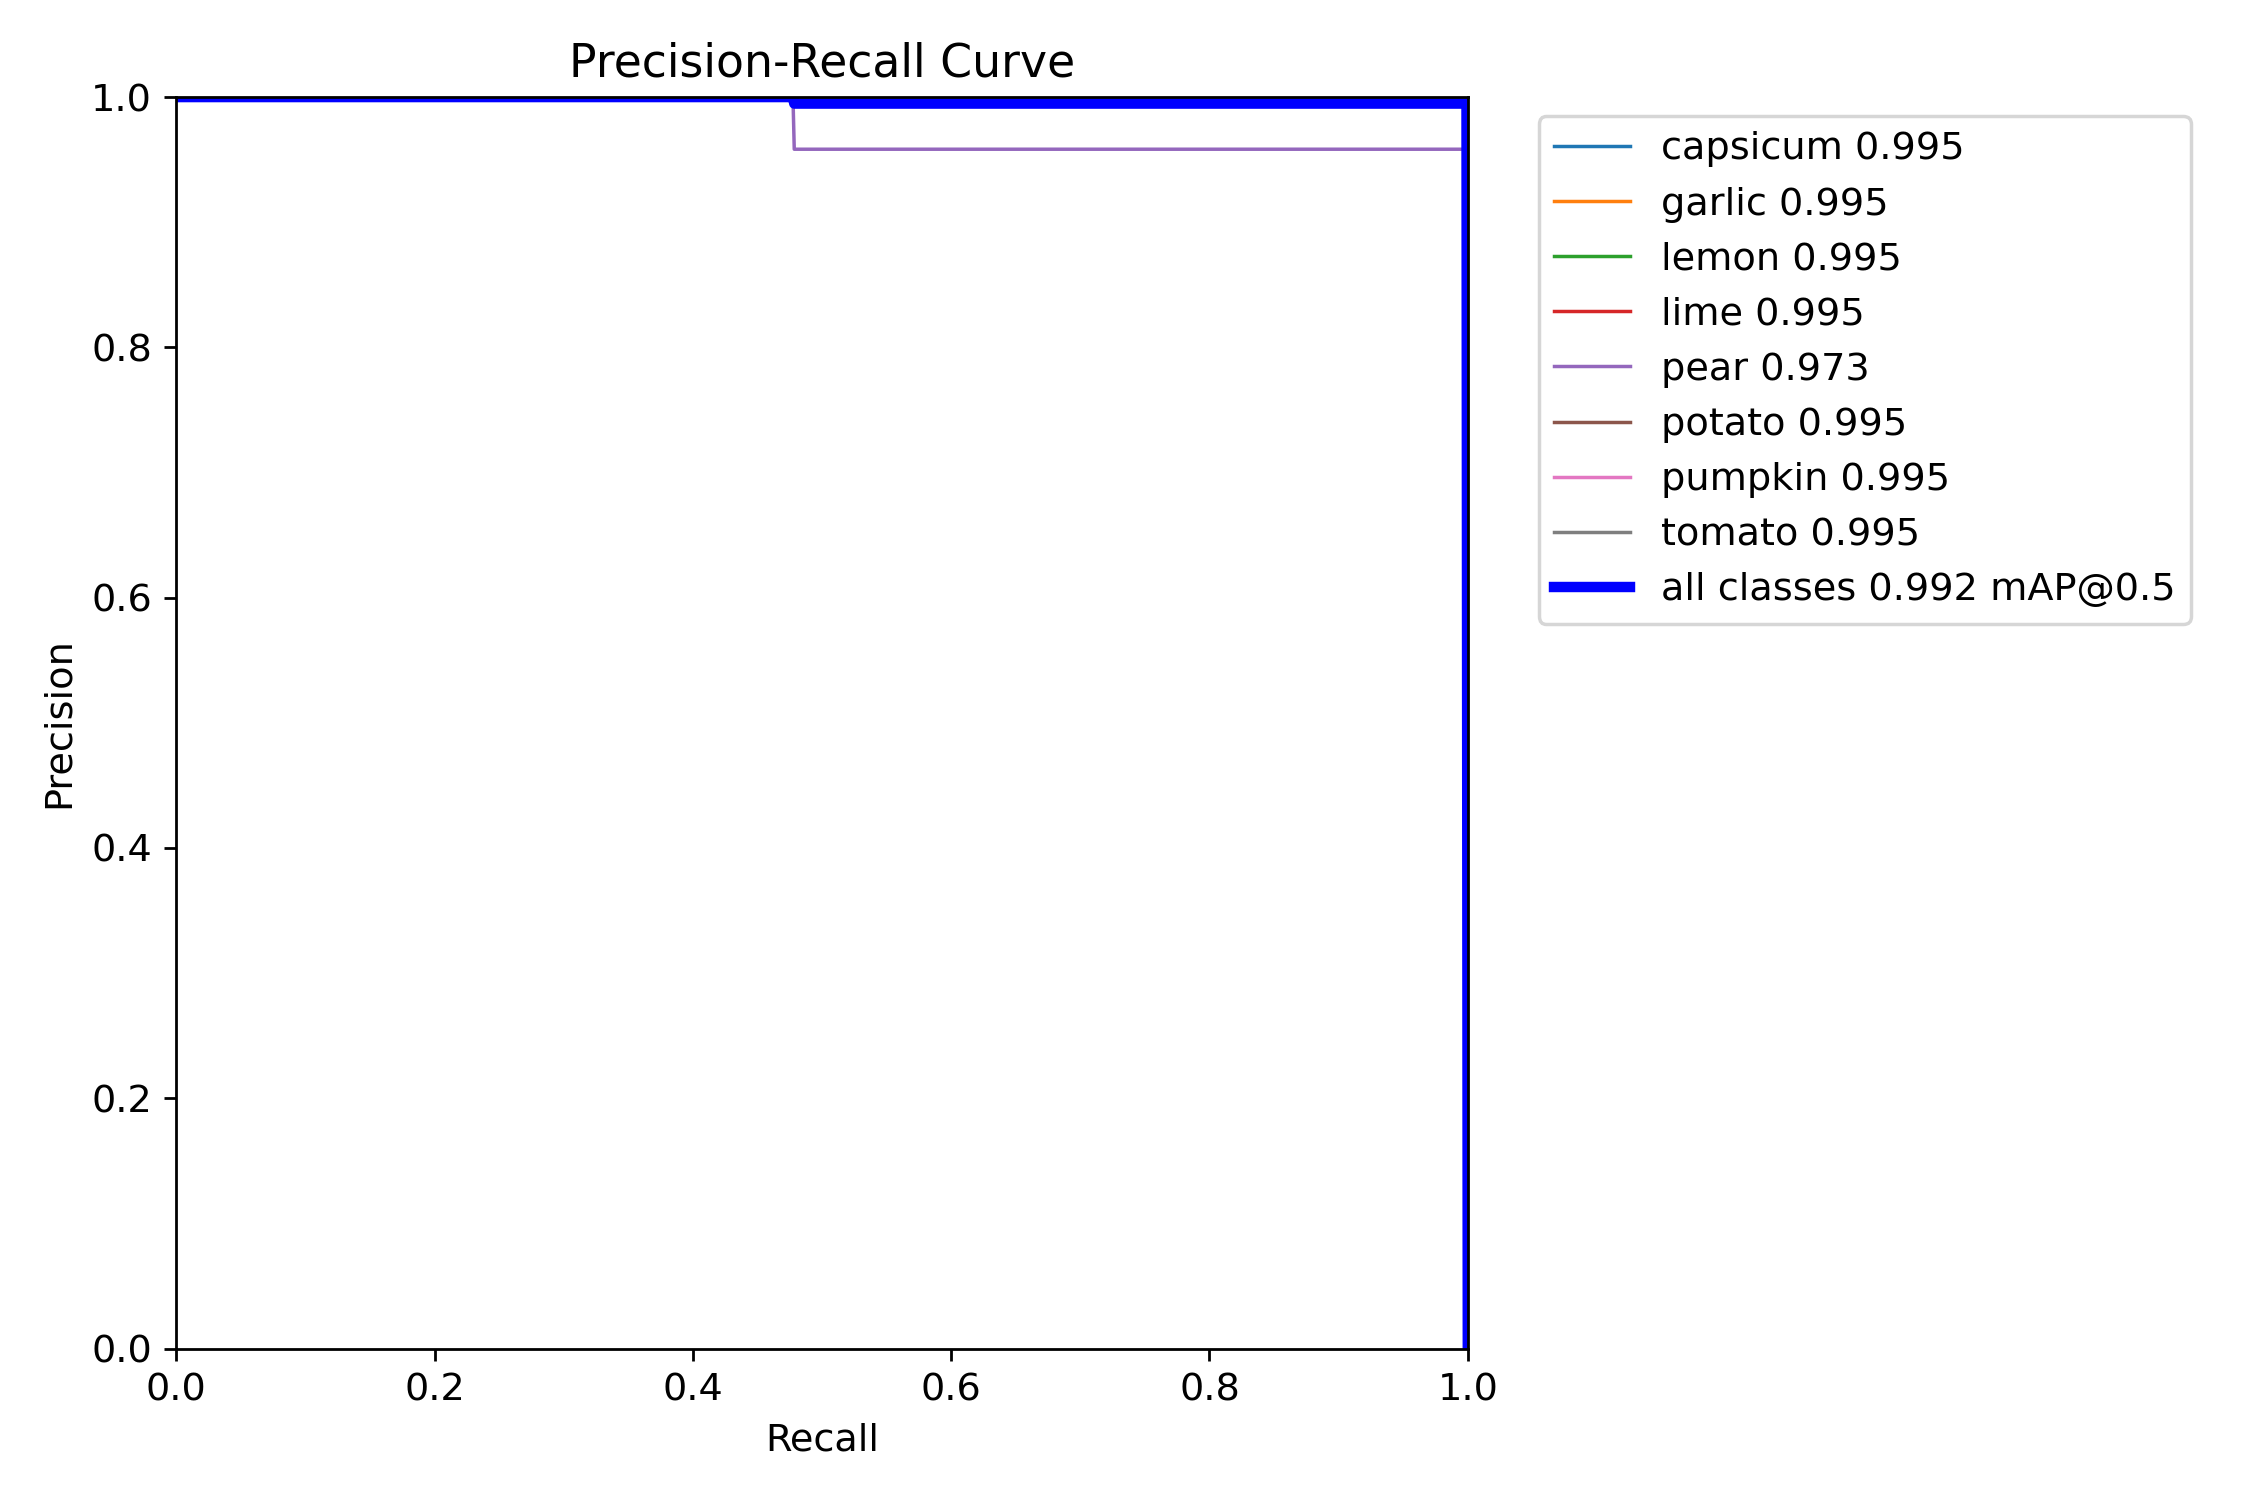 Precision-Recall Curve
1.0
0.8
0.6
0.4
0.2
0.0
Precision
0.0 0.2 0.4 0.6 0.8 1.0
Recall
capsicum 0.995
garlic 0.995
lemon 0.995
lime 0.995
pear 0.973
potato 0.995
pumpkin 0.995
tomato 0.995
all classes 0.992 mAP@0.5